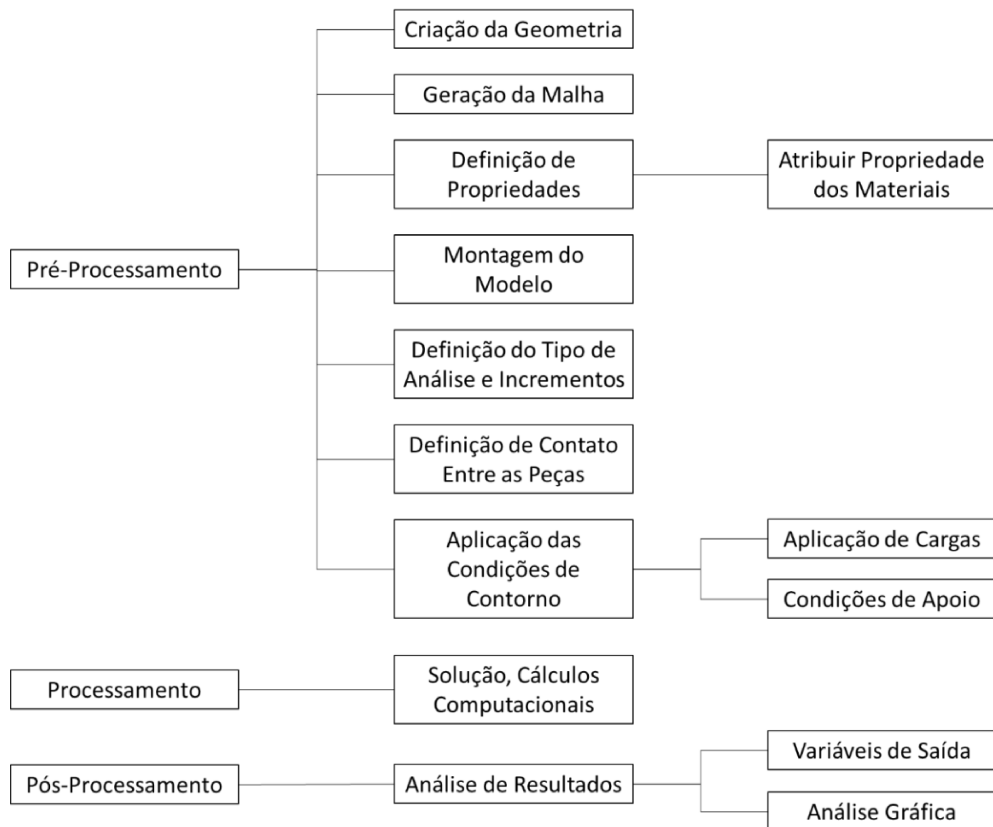 Criação da Geometria
Geração da Malha
Definição de
Propriedades
Atribuir Propriedade
dos Materiais
Pré-Processamento
Montagem do
Modelo
Definição do Tipo de
Análise e Incrementos
Definição de Contato
Entre as Peças
Aplicação das
Condições de
Contorno
Aplicação de Cargas
Condições de Apoio
Processamento
Solução, Cálculos
Computacionais
Pós-Processamento
Análise de Resultados
Variáveis de Saída
Análise Gráfica